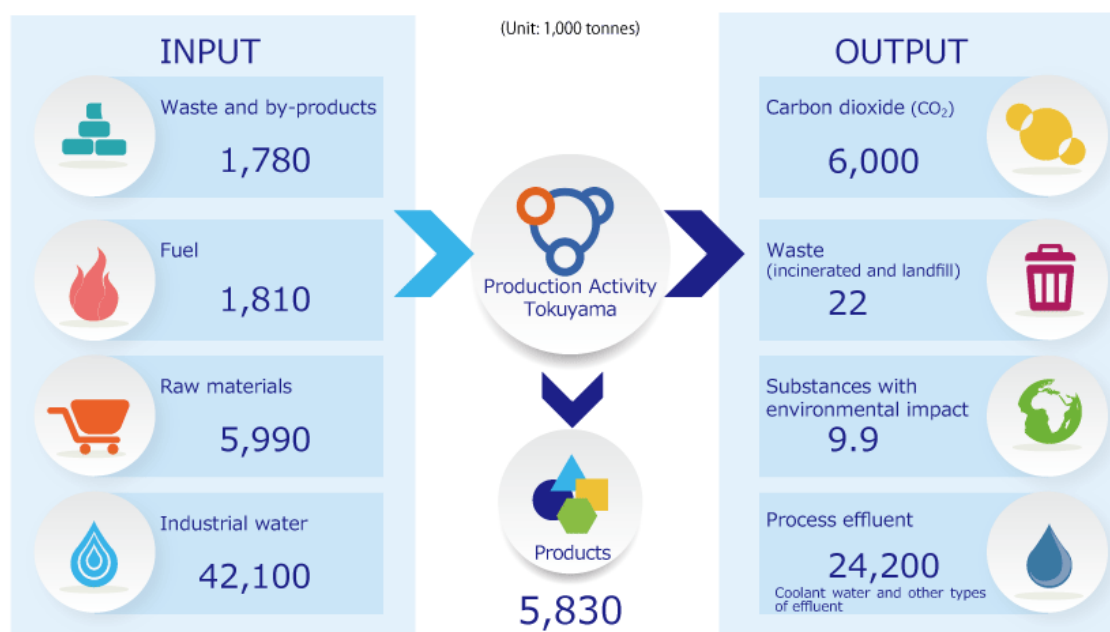 (Unit: 1,000 tonnes)
INPUT
Waste and by-products
1,780
Fuel
1,810
Raw materials
5,990
Industrial water
42,100
Production Activity
Tokuyama
Products
5,830
OUTPUT
Carbon dioxide (CO₂)
6,000
Waste
(incinerated and landfill)
22
Substances with
environmental impact
9.9
Process effluent
24,200
Coolant water and other types
of effluent